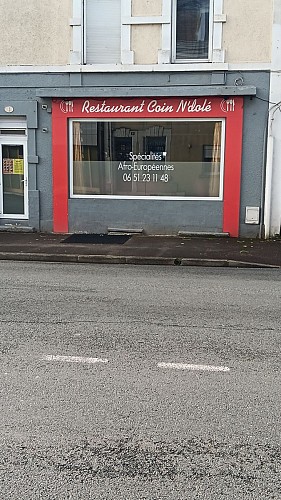 Restaurant Coin N'dolé
Spécialités
Afro-Européennes
06 51 23 11 48